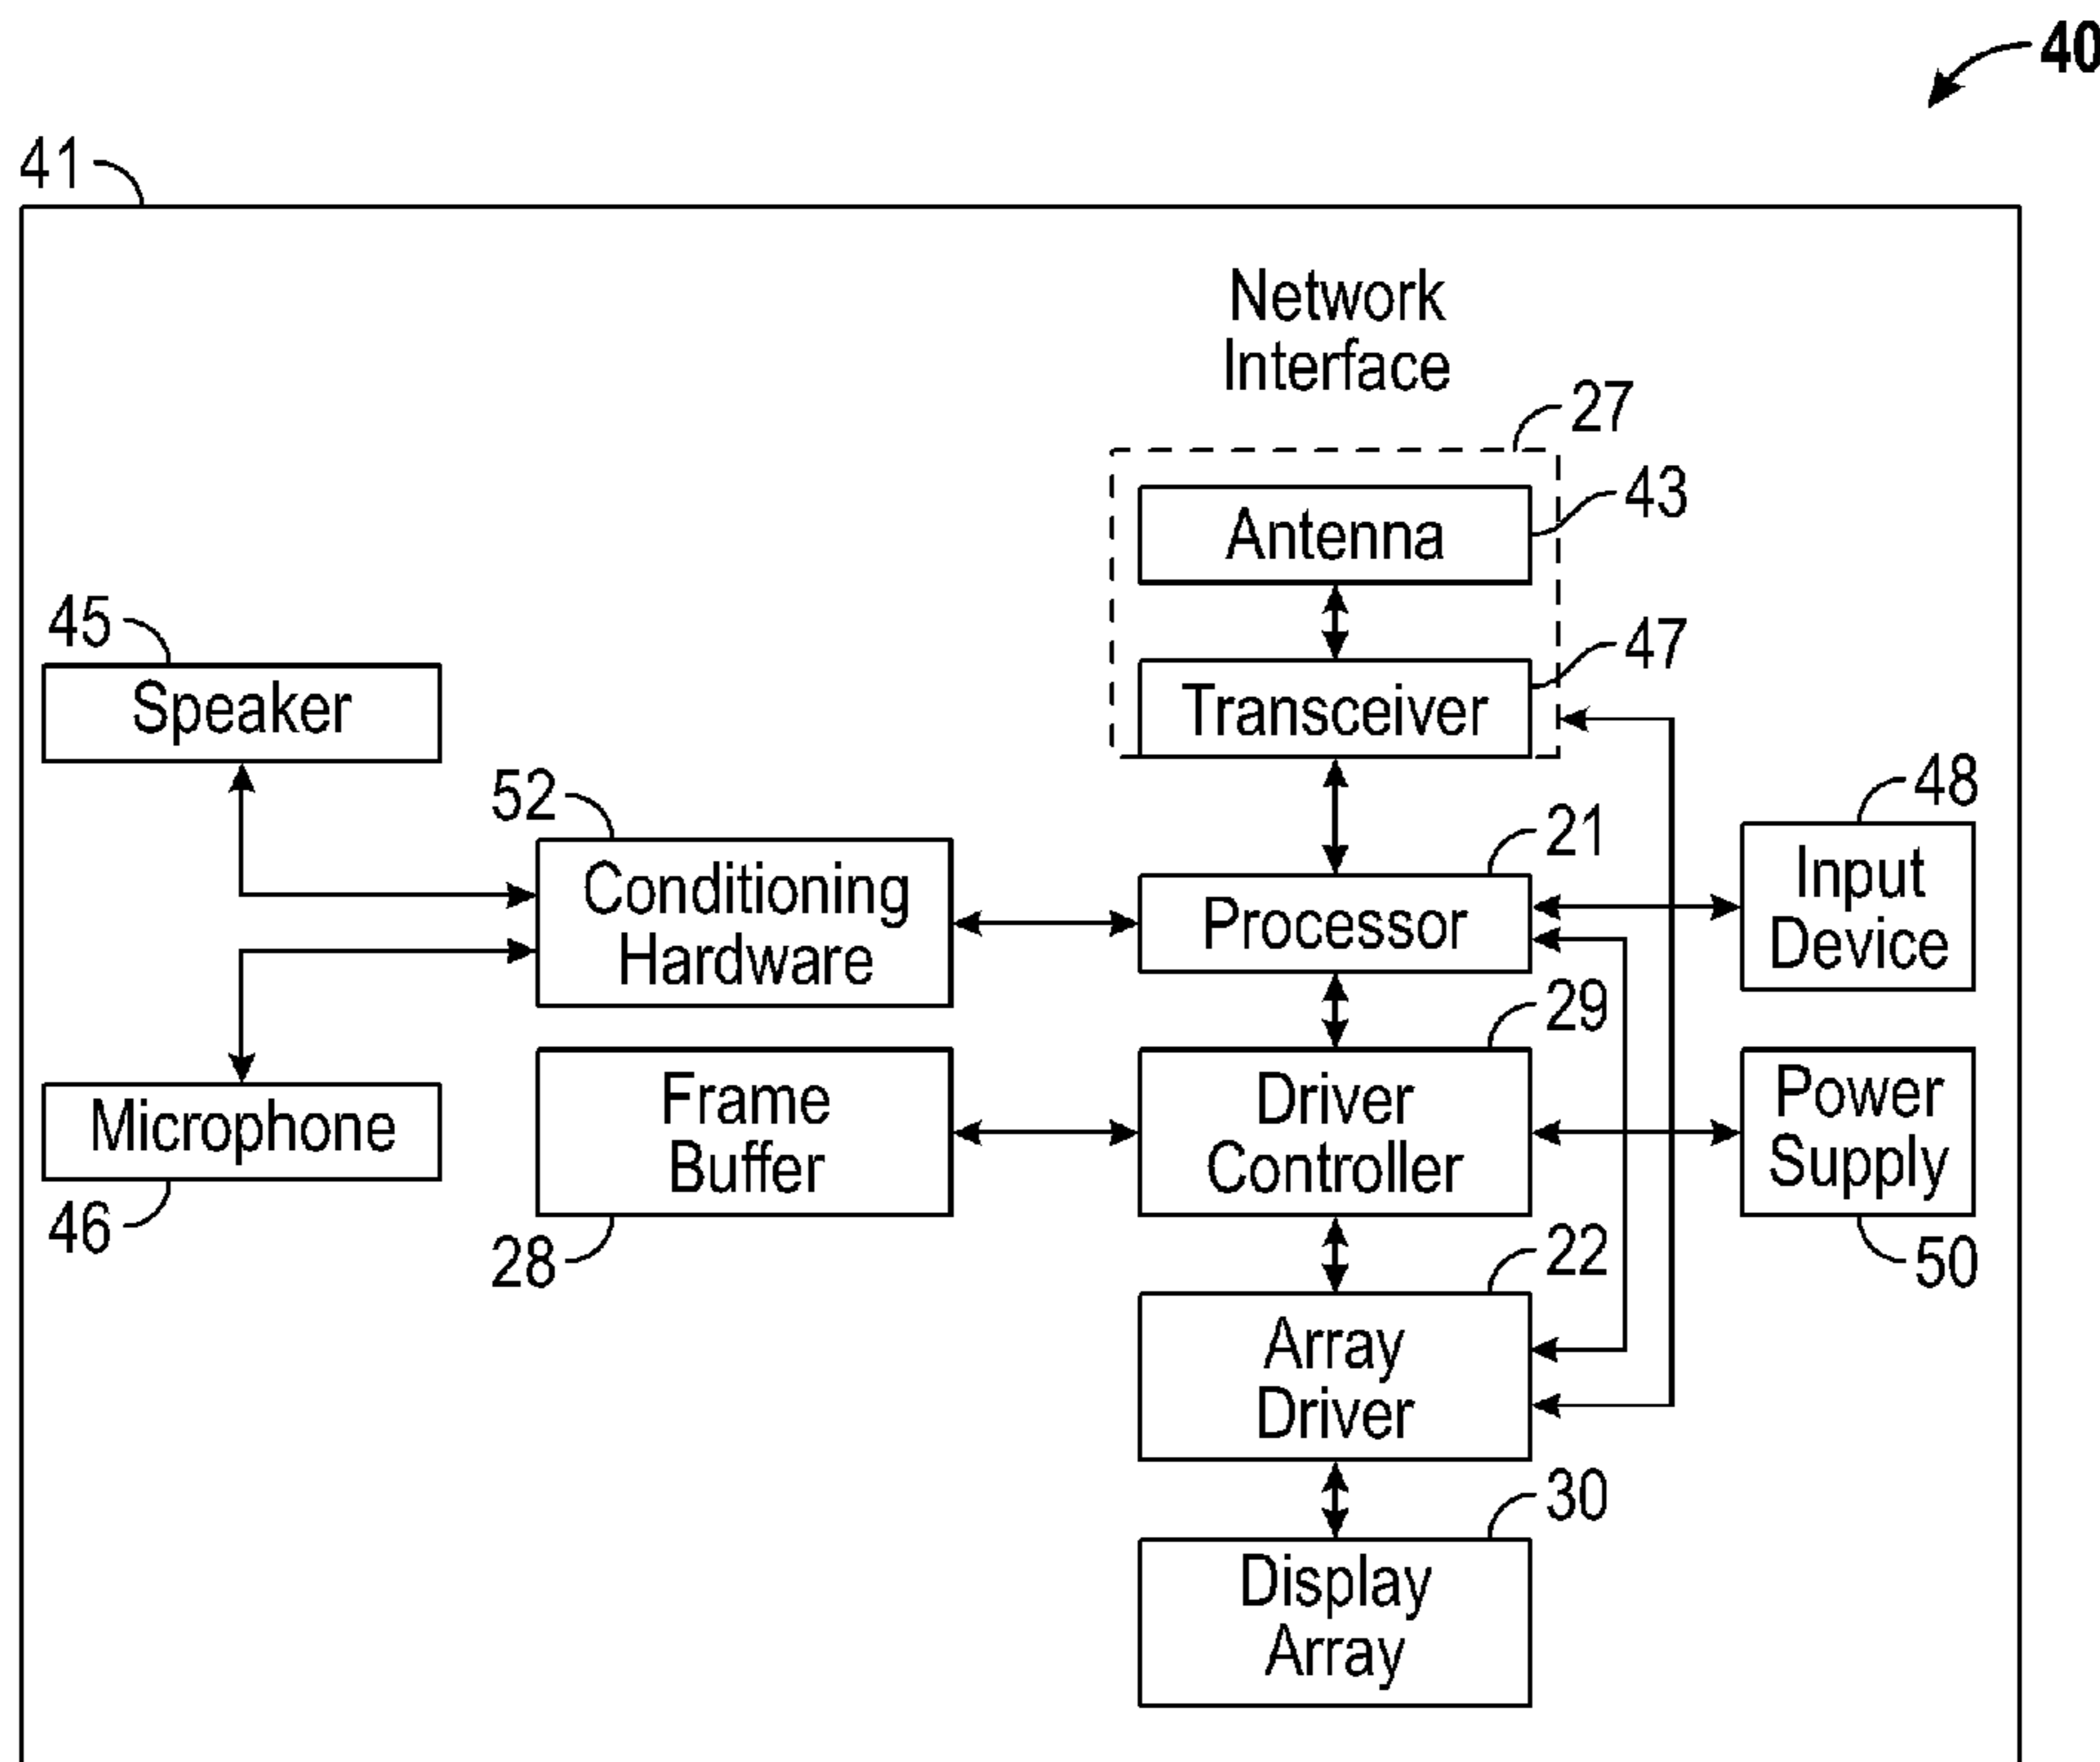 40
41
Network
Interface
27
Antenna
43
45
Speaker
Transceiver
47
52
Conditioning
Hardware
21
Processor
48
Input
Device
Microphone
46
Frame
Buffer
28
29
Driver
Controller
Power
Supply
50
22
Array
Driver
30
Display
Array